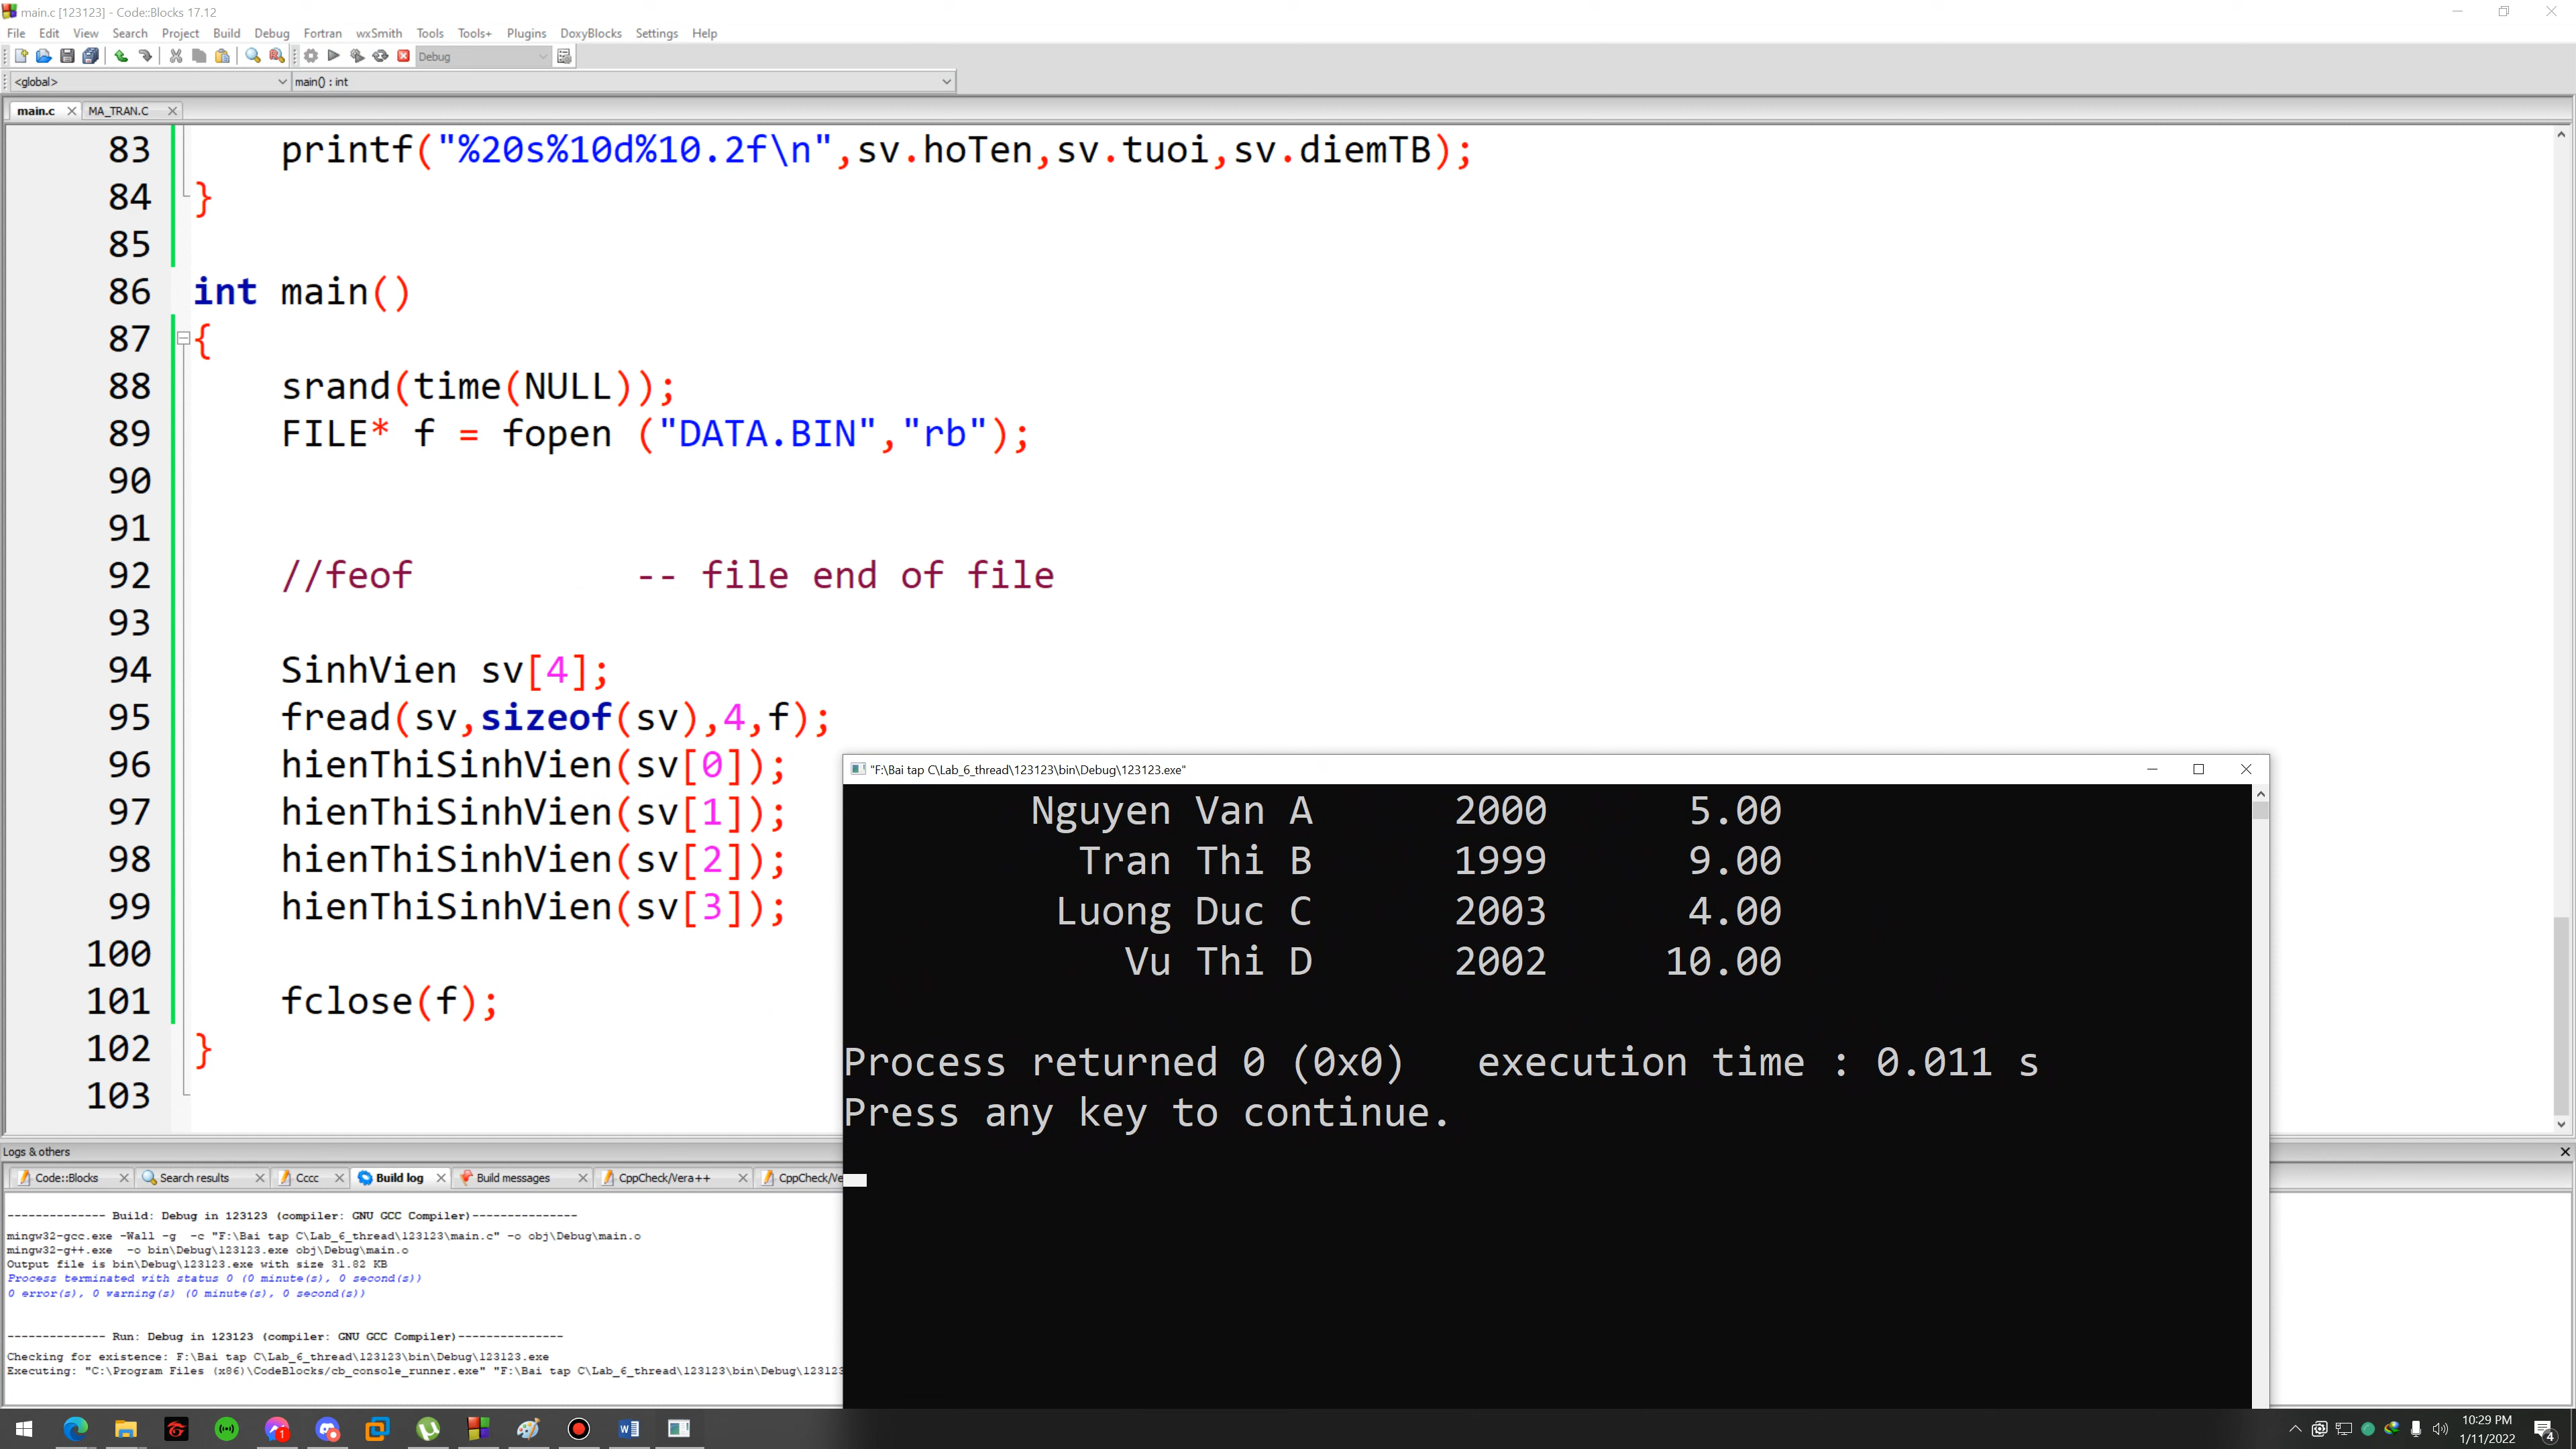 main.c [123123] - Code::Blocks 17.12
File Edit View Search Project Build Debug Fortran wxSmith Tools Tools+ Plugins DoxyBlocks Settings Help
Debug
<global> main() : int
main.c MA_TRAN.C
83 printf("%20s%10d%10.2f\n",sv.hoTen,sv.tuoi,sv.diemTB);
84 }
85
86 int main()
87 {
88 srand(time(NULL));
89 FILE* f = fopen ("DATA.BIN","rb");
90
91
92 //feof -- file end of file
93
94 SinhVien sv[4];
95 fread(sv,sizeof(sv),4,f);
96 hienThiSinhVien(sv[0]);
97 hienThiSinhVien(sv[1]);
98 hienThiSinhVien(sv[2]);
99 hienThiSinhVien(sv[3]);
100
101 fclose(f);
102 }
103
"F:\Bai tap C\Lab_6_thread\123123\bin\Debug\123123.exe"
Nguyen Van A 2000 5.00
Tran Thi B 1999 9.00
Luong Duc C 2003 4.00
Vu Thi D 2002 10.00
Process returned 0 (0x0) execution time : 0.011 s
Press any key to continue.
Logs & others
Code::Blocks Search results Cccc Build log Build messages CppCheck/Vera++ CppCheck/Ve
-------------- Build: Debug in 123123 (compiler: GNU GCC Compiler)---------------
mingw32-gcc.exe -Wall -g -c "F:\Bai tap C\Lab_6_thread\123123\main.c" -o obj\Debug\main.o
mingw32-g++.exe -o bin\Debug\123123.exe obj\Debug\main.o
Output file is bin\Debug\123123.exe with size 31.82 KB
Process terminated with status 0 (0 minute(s), 0 second(s))
0 error(s), 0 warning(s) (0 minute(s), 0 second(s))
-------------- Run: Debug in 123123 (compiler: GNU GCC Compiler)---------------
Checking for existence: F:\Bai tap C\Lab_6_thread\123123\bin\Debug\123123.exe
Executing: "C:\Program Files (x86)\CodeBlocks/cb_console_runner.exe" "F:\Bai tap C\Lab_6_thread\123123\bin\Debug\123123
1
10:29 PM
1/11/2022
4